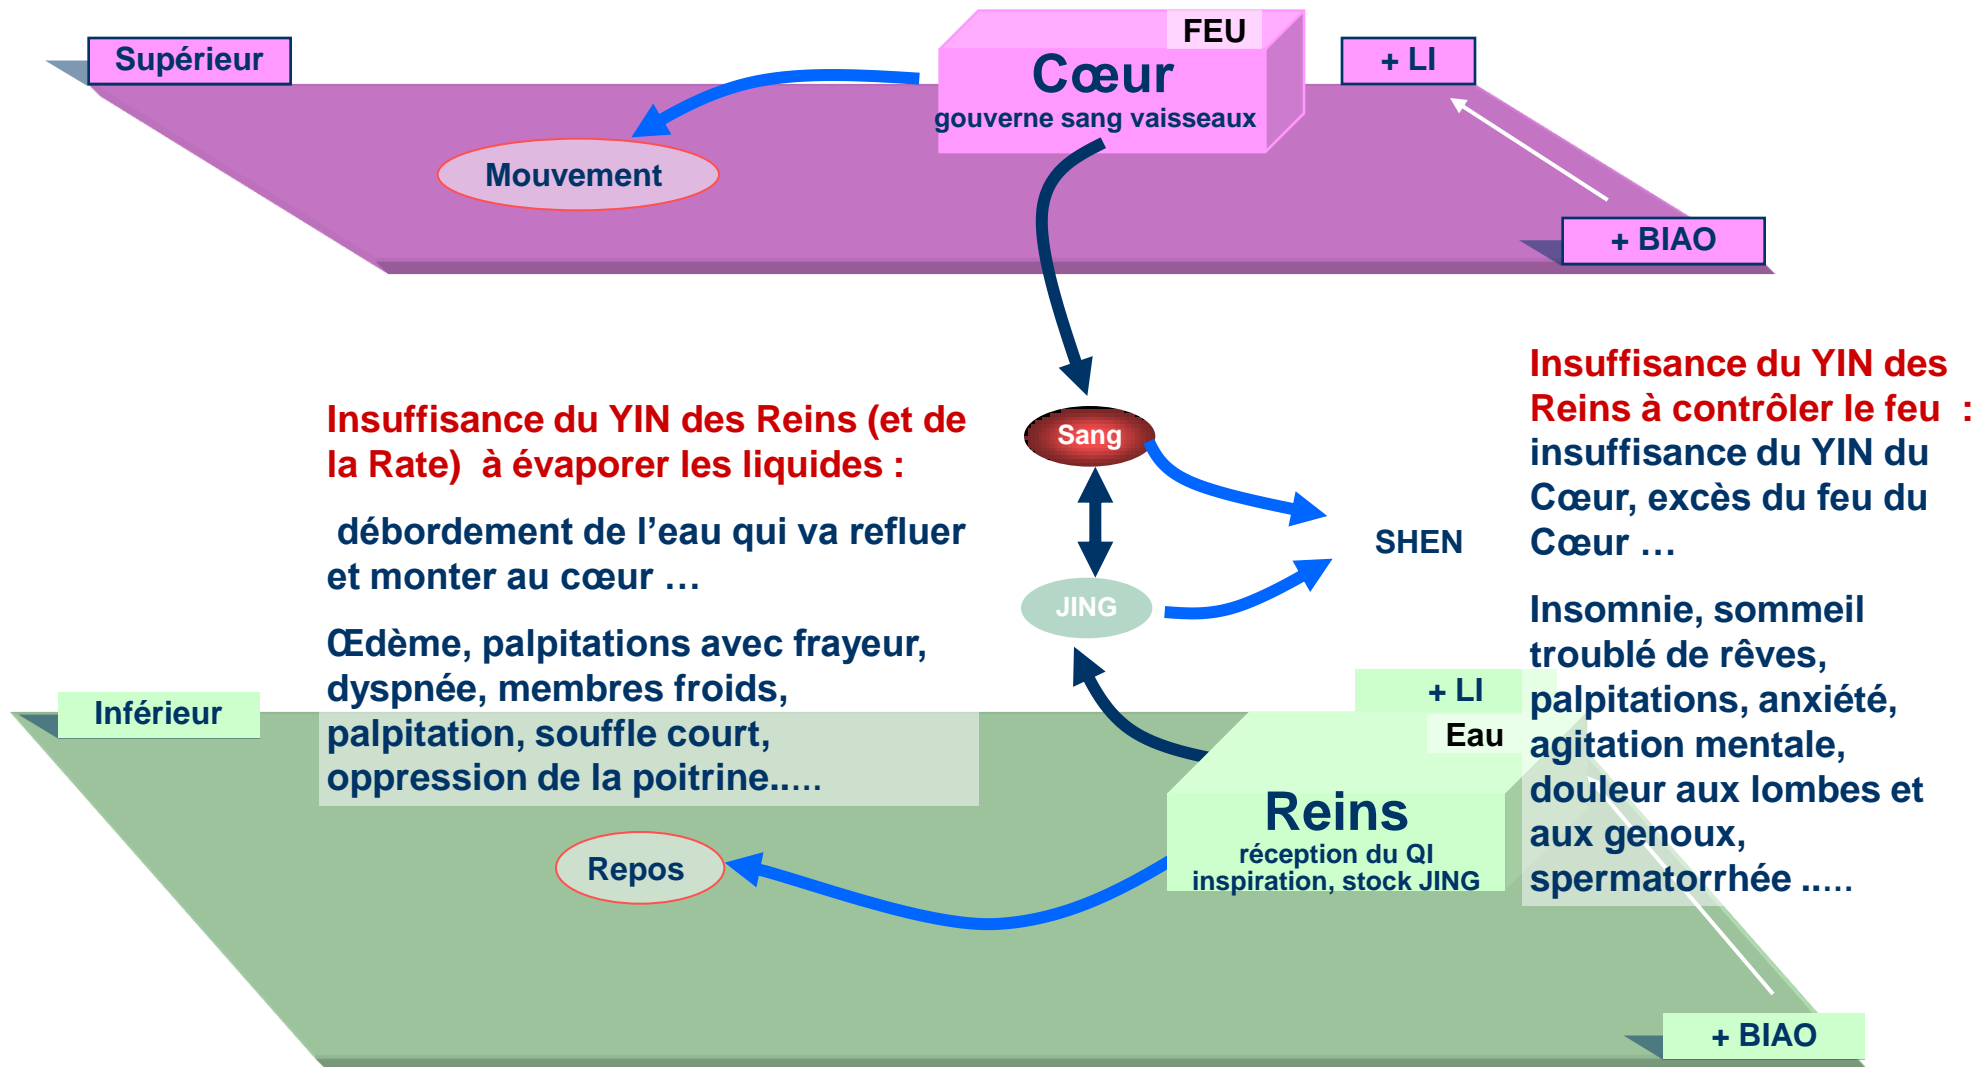 FEU
Supérieur
Cœur
+ LI
gouverne sang vaisseaux
Mouvement
+ BIAO
Insuffisance du YIN des Reins (et de
la Rate)  à évaporer les liquides :
débordement de l’eau qui va refluer
et monter au cœur …
Œdème, palpitations avec frayeur,
dyspnée, membres froids,
palpitation, souffle court,
oppression de la poitrine..…
Sang
JING
SHEN
Insuffisance du YIN des
Reins à contrôler le feu  :
insuffisance du YIN du
Cœur, excès du feu du
Cœur …
Insomnie, sommeil
troublé de rêves,
palpitations, anxiété,
agitation mentale,
douleur aux lombes et
aux genoux,
spermatorrhée ..…
Inférieur
+ LI
Eau
Reins
réception du QI
inspiration, stock JING
Repos
+ BIAO